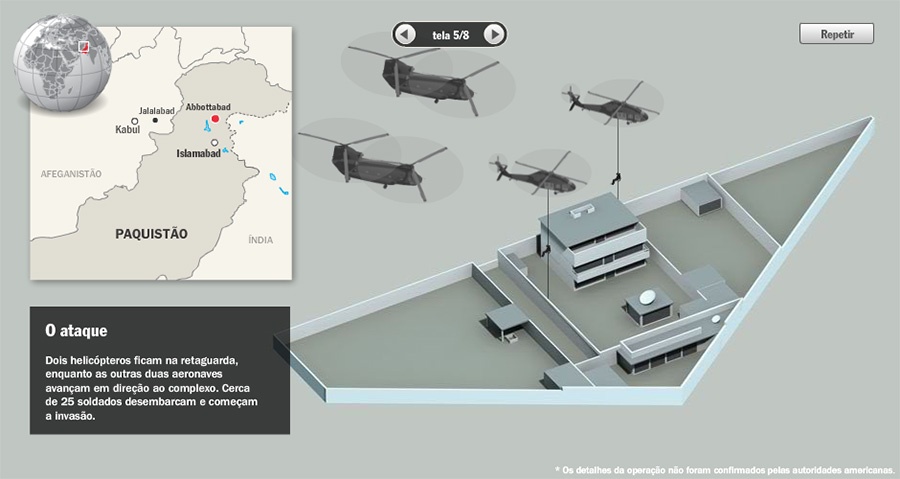 tela 5/8
Repetir
Abbottabad
Jalalabad
Kabul
Islamabad
AFEGANISTÃO
PAQUISTÃO
ÍNDIA
O ataque
Dois helicópteros ficam na retaguarda,
enquanto as outras duas aeronaves
avançam em direção ao complexo. Cerca
de 25 soldados desembarcam e começam
a invasão.
* Os detalhes da operação não foram confirmados pelas autoridades americanas.